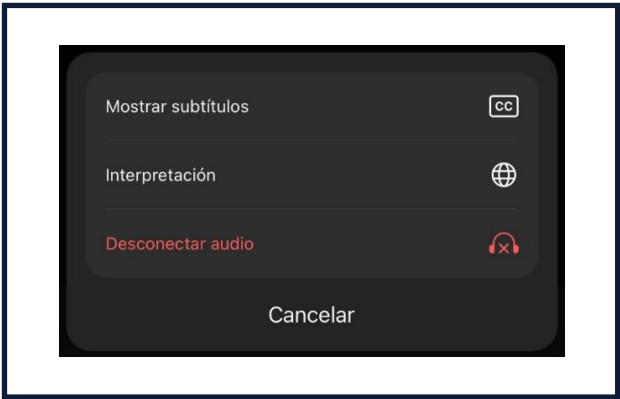 Mostrar subtítulos
CC
Interpretación
Desconectar audio
Cancelar